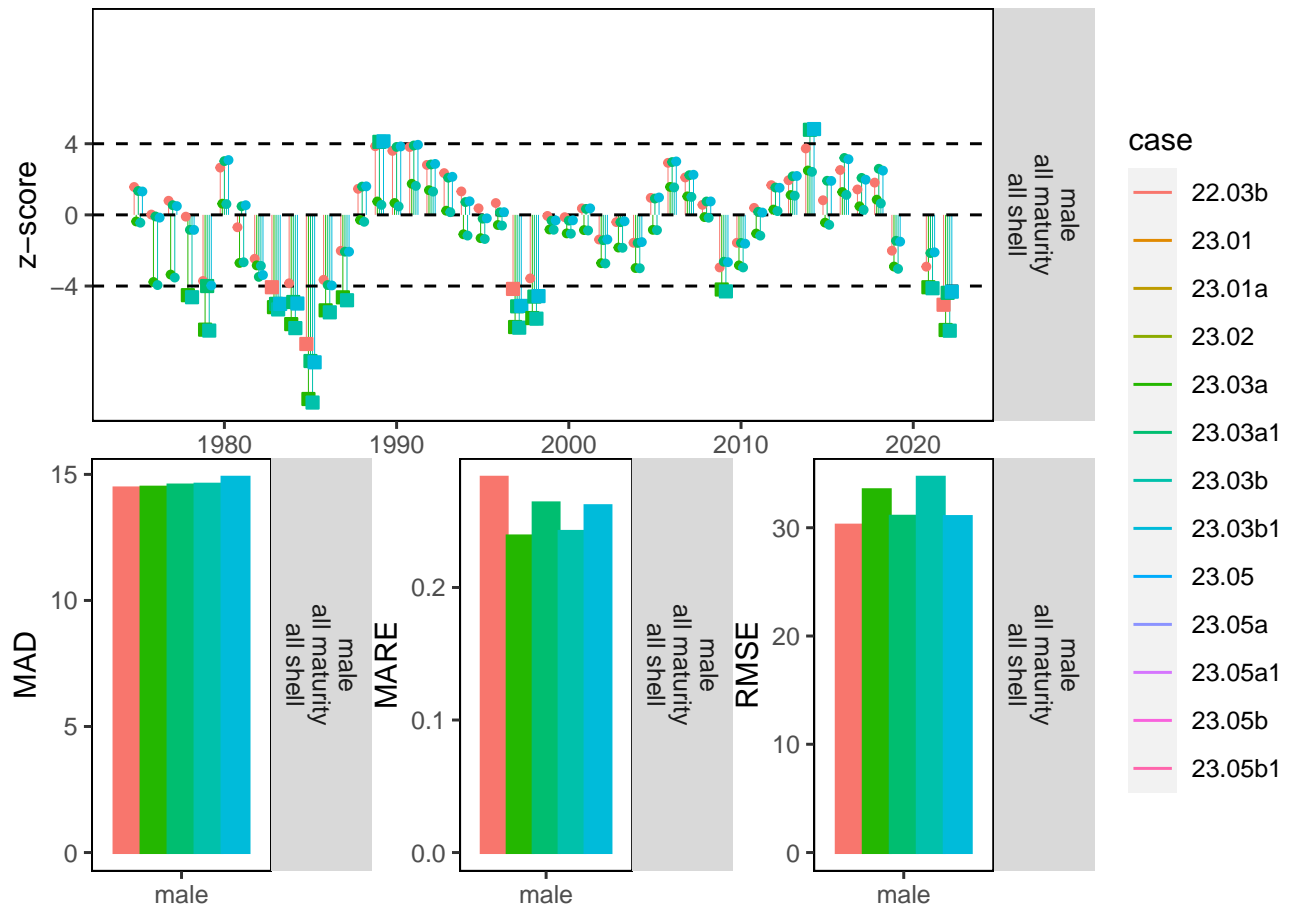 z−score
4
0
−4
1980
1990
2000
2010
2020
male
all maturity
all shell
MAD
15
10
5
0
male
male
all maturity
all shell
MARE
0.2
0.1
0.0
male
male
all maturity
all shell
RMSE
30
20
10
0
male
male
all maturity
all shell
case
22.03b
23.01
23.01a
23.02
23.03a
23.03a1
23.03b
23.03b1
23.05
23.05a
23.05a1
23.05b
23.05b1